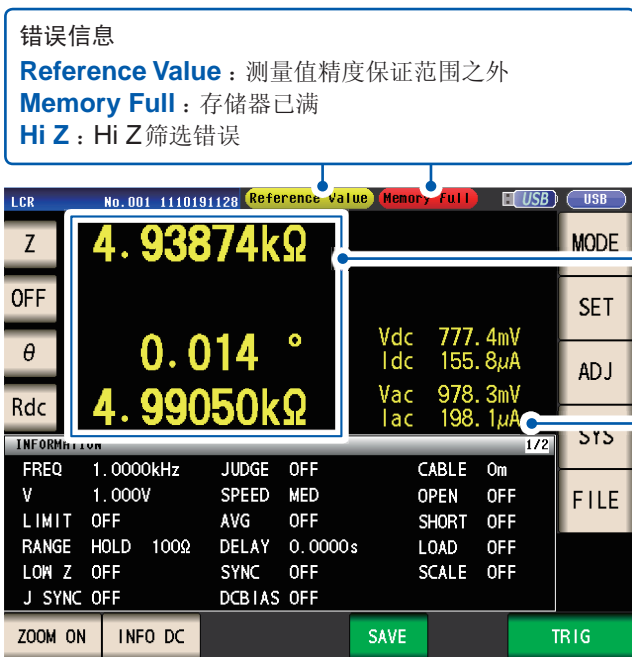 错误信息
Reference Value：测量值精度保证范围之外
Memory Full：存储器已满
Hi Z：Hi Z筛选错误
LCR No.001 1110191128 Reference Value Memory Full USB USB
Z 4.93874kΩ MODE
OFF SET
θ 0.014 ° Vdc 777.4mV
Idc 155.8μA ADJ
Rdc 4.99050kΩ Vac 978.3mV
Iac 198.1μA SYS
INFORMATION 1/2
FREQ 1.0000kHz JUDGE OFF CABLE 0m
V 1.000V SPEED MED OPEN OFF FILE
LIMIT OFF AVG OFF SHORT OFF
RANGE HOLD 100Ω DELAY 0.0000s LOAD OFF
LOW Z OFF SYNC OFF SCALE OFF
J SYNC OFF DCBIAS OFF
ZOOM ON INFO DC SAVE TRIG